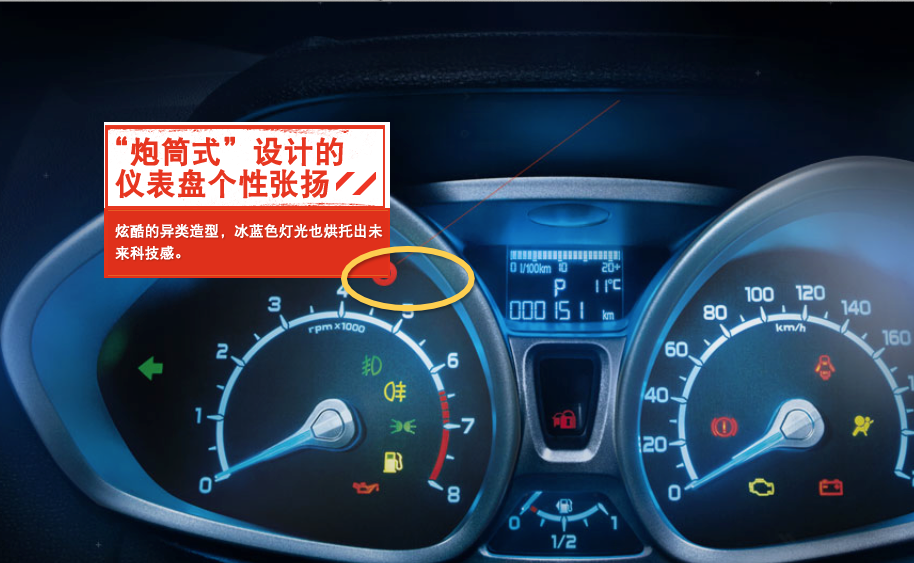 “炮筒式”设计的
仪表盘个性张扬
炫酷的异类造型，冰蓝色灯光也烘托出未
来科技感。
0 l/100km 10 20+
P 11°C
000151 km
0
1
2
3
4
5
6
7
8
rpm x1000
0
20
40
60
80
100
120
140
160
km/h
0 1/2 1